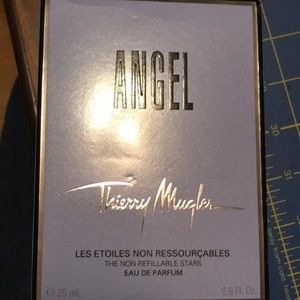 ANGEL
Thierry Mugler
LES ETOILES NON RESSOURÇABLES
THE NON REFILLABLE STARS
EAU DE PARFUM
e 25 mL 0.8 Fl. Oz